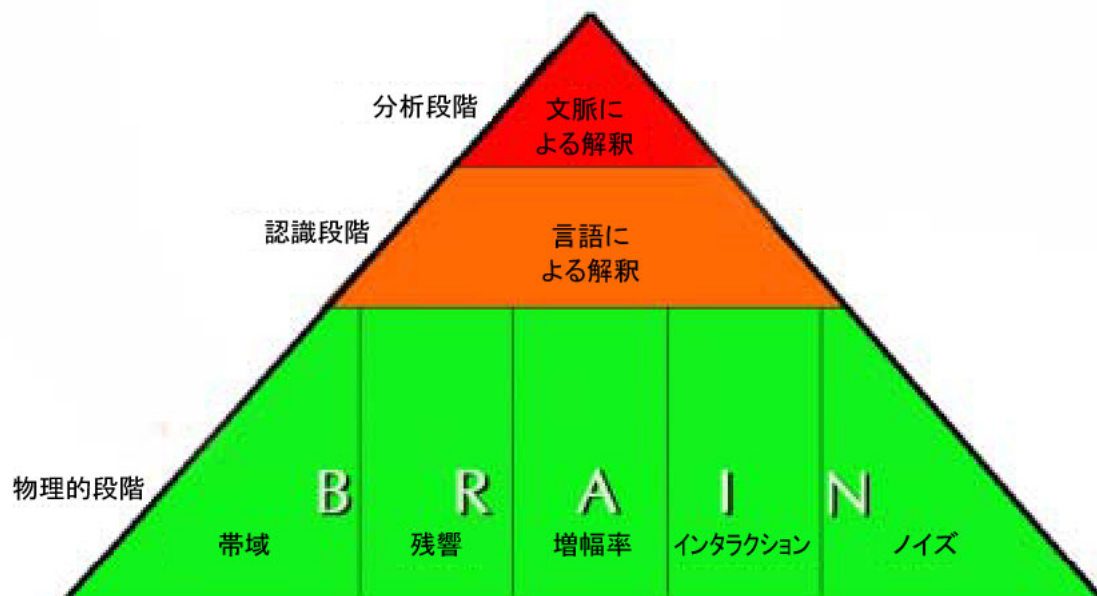 分析段階
文脈に
よる解釈
認識段階
言語に
よる解釈
物理的段階
B R A I N
帯域 残響 増幅率 インタラクション ノイズ